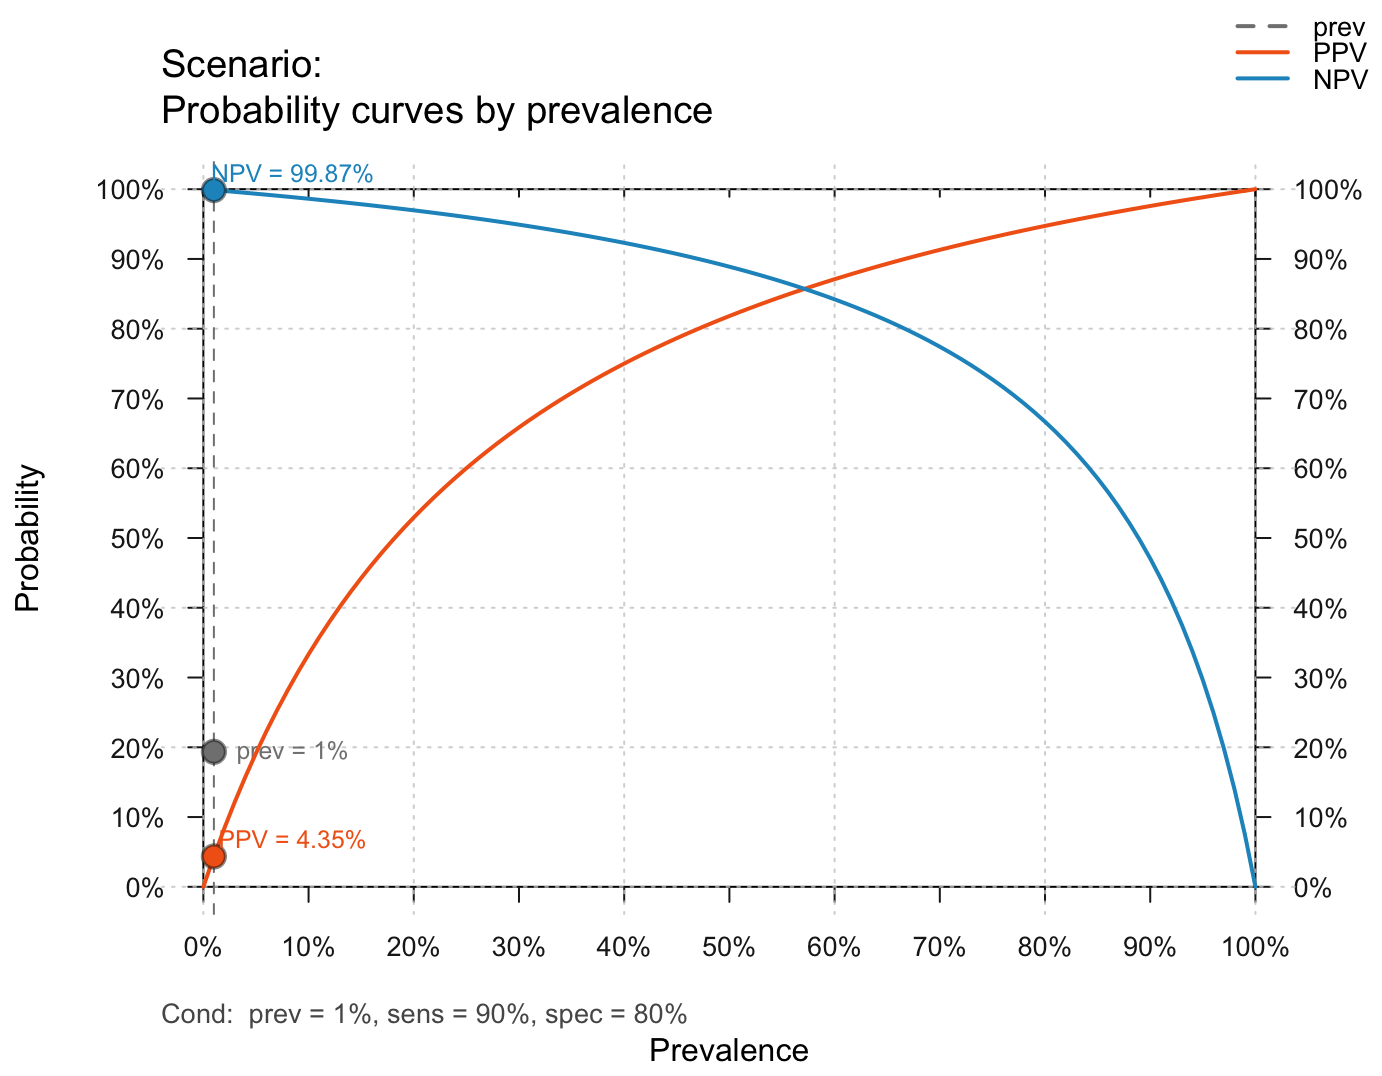 prev
PPV
NPV
Scenario:
Probability curves by prevalence
NPV = 99.87%
100%
100%
90%
90%
80%
80%
70%
70%
60%
60%
50%
50%
40%
40%
30%
30%
prev = 1%
20%
20%
10%
10%
PPV = 4.35%
0%
0%
Probability
0% 10% 20% 30% 40% 50% 60% 70% 80% 90% 100%
Cond:  prev = 1%, sens = 90%, spec = 80%
Prevalence